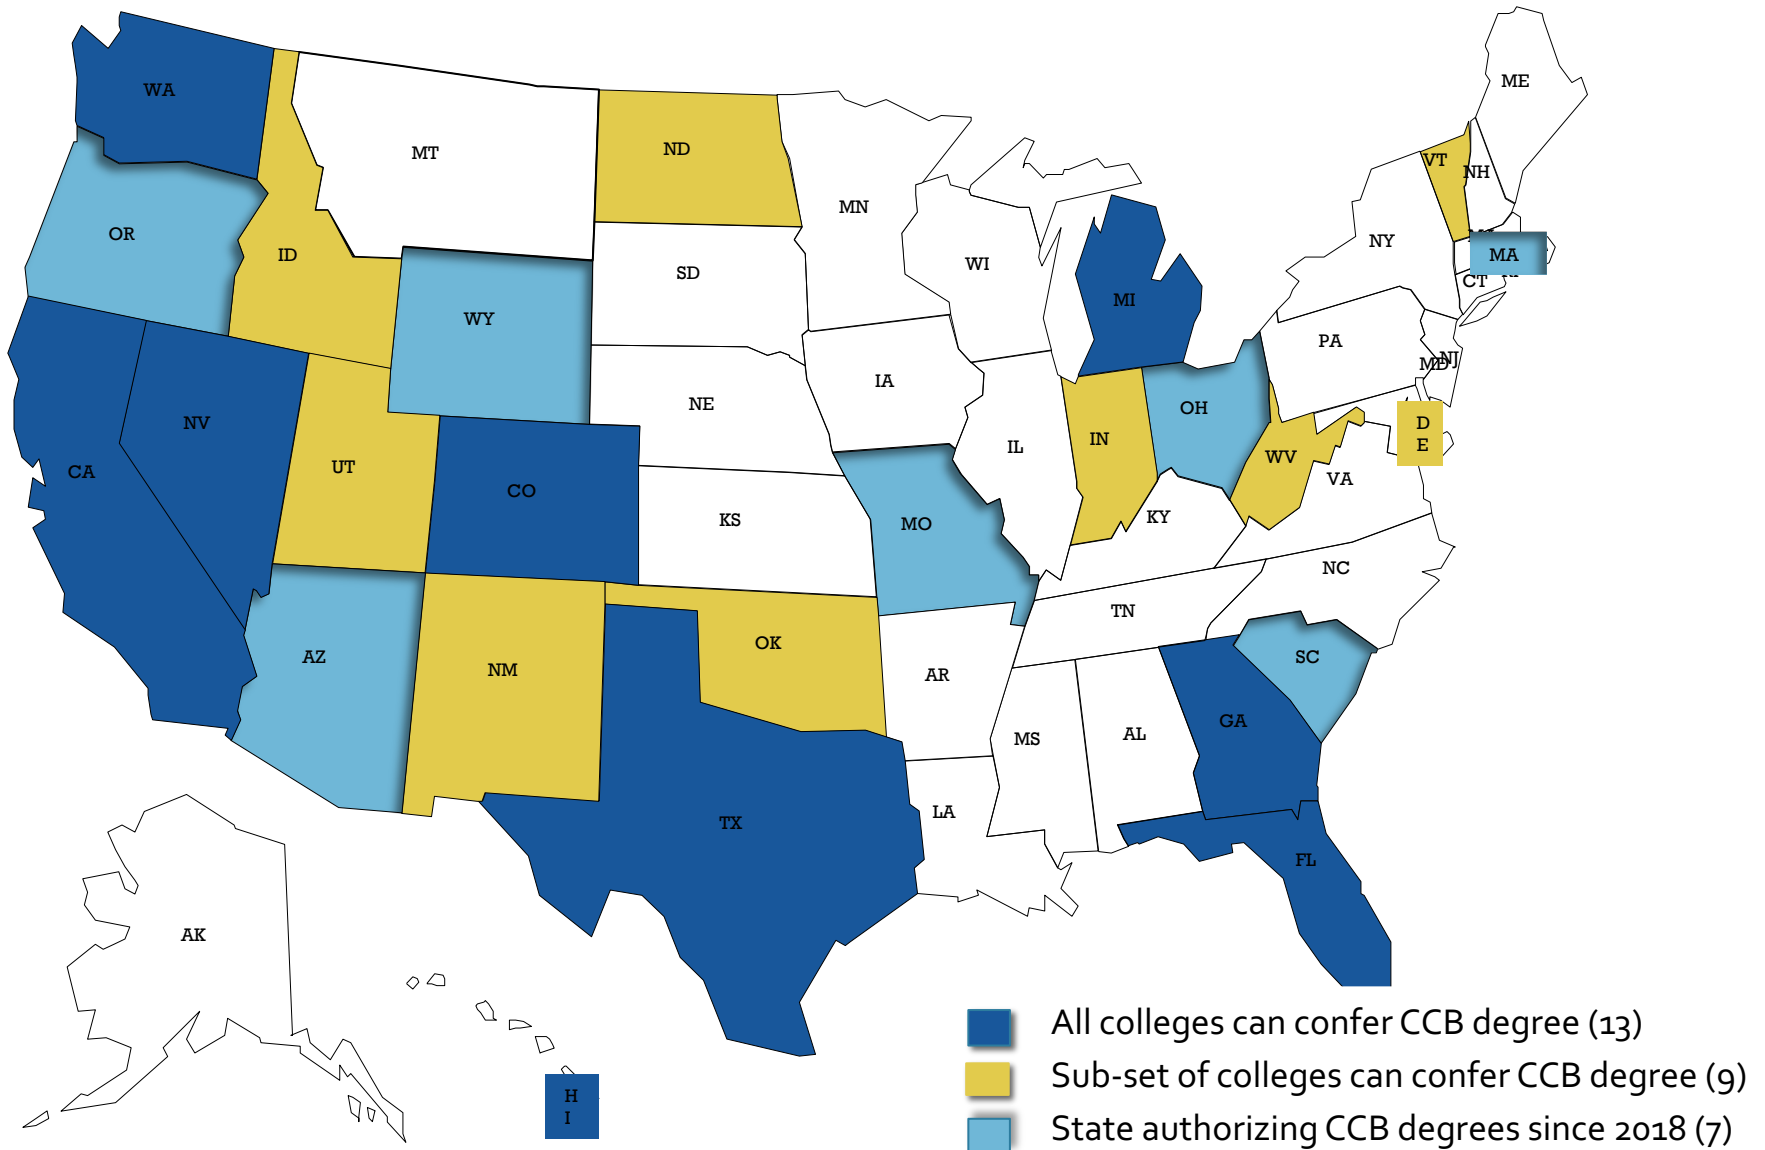 WA
MT
ND
MN
ME
VT
NH
OR
ID
SD
WI
NY
MA
CT
WY
MI
PA
MD
NJ
NV
UT
CO
NE
IA
IL
IN
OH
WV
VA
D
E
CA
KS
MO
KY
NC
TN
AZ
NM
OK
AR
SC
MS
AL
GA
TX
LA
FL
AK
H
I
All colleges can confer CCB degree (13)
Sub-set of colleges can confer CCB degree (9)
State authorizing CCB degrees since 2018 (7)